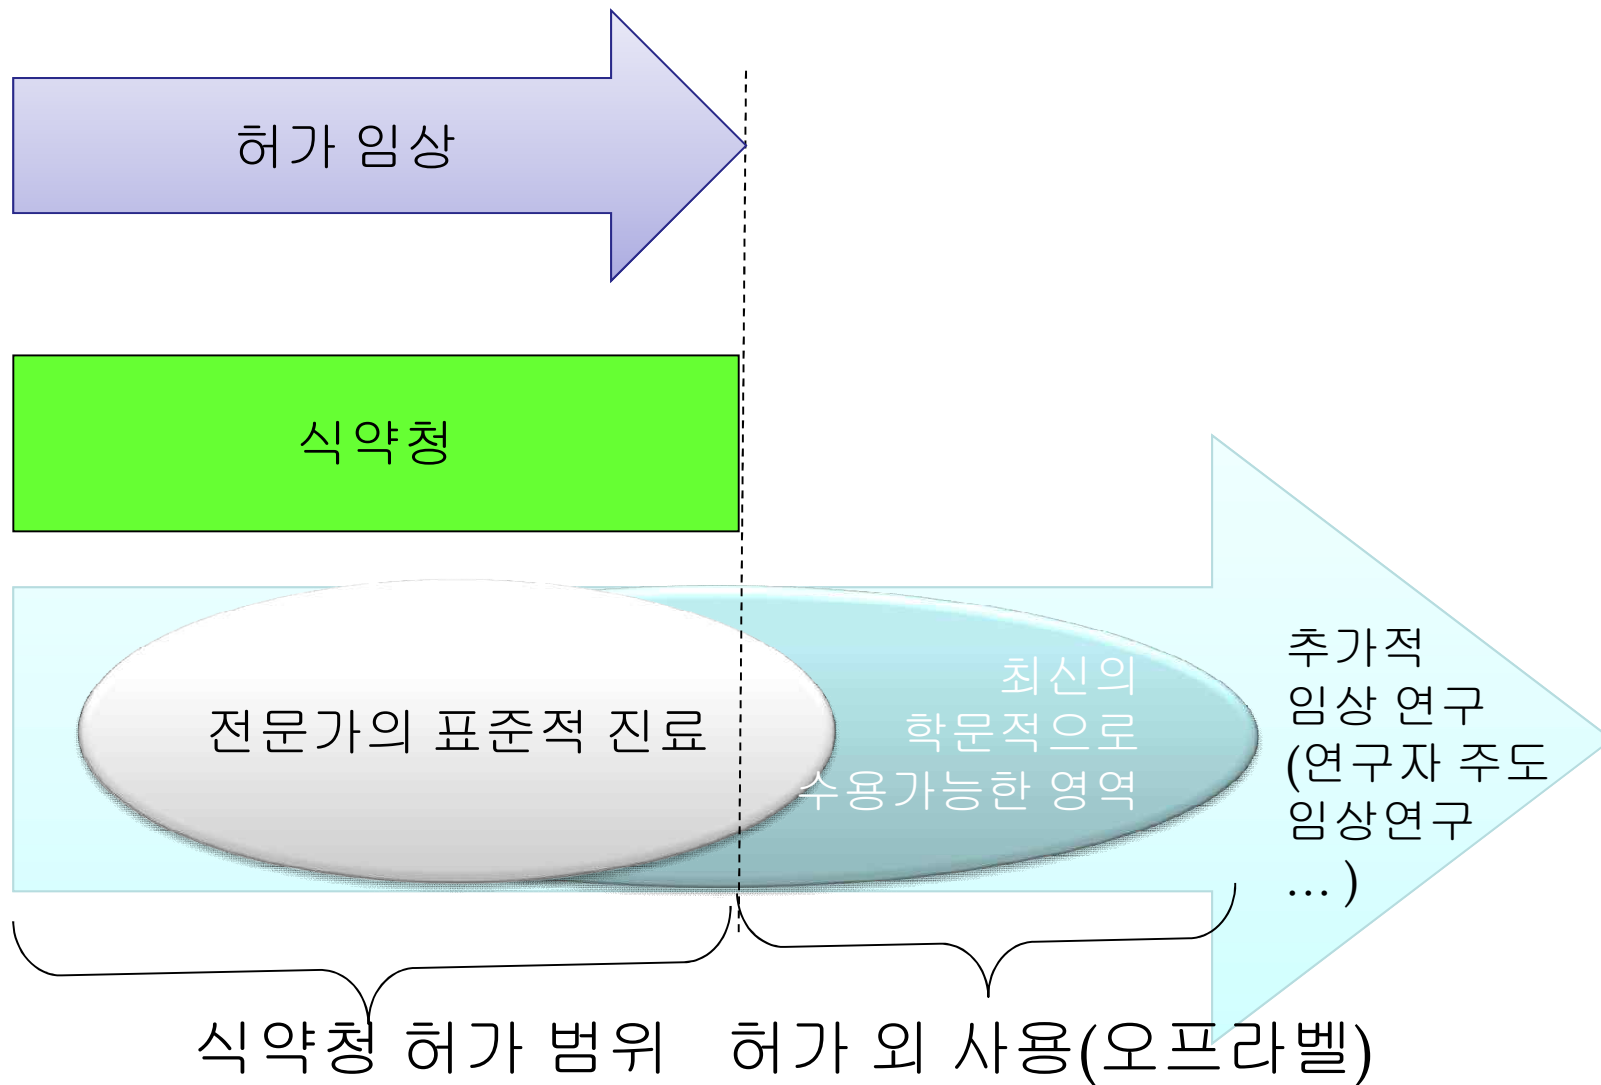 허가 임상
식약청
전문가의 표준적 진료
최신의
학문적으로
수용가능한 영역
추가적
임상 연구
(연구자 주도
임상연구
… )
식약청 허가 범위
허가 외 사용(오프라벨)